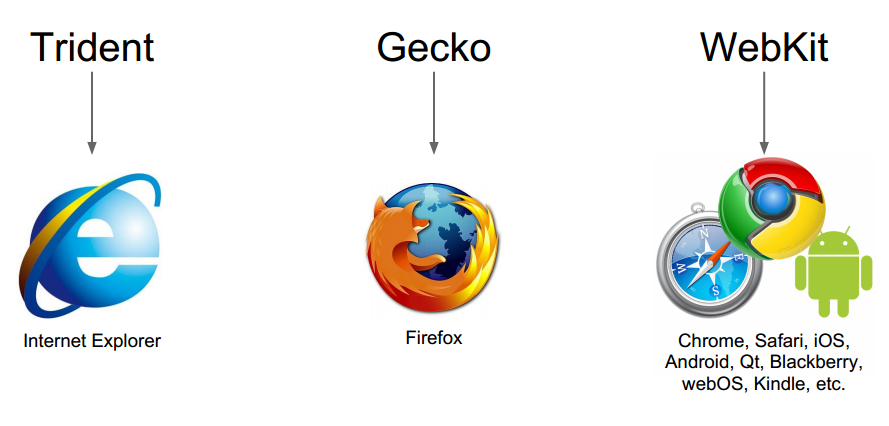 Trident
Gecko
WebKit
N
E
S
W
Internet Explorer
Firefox
Chrome, Safari, iOS,
Android, Qt, Blackberry,
webOS, Kindle, etc.